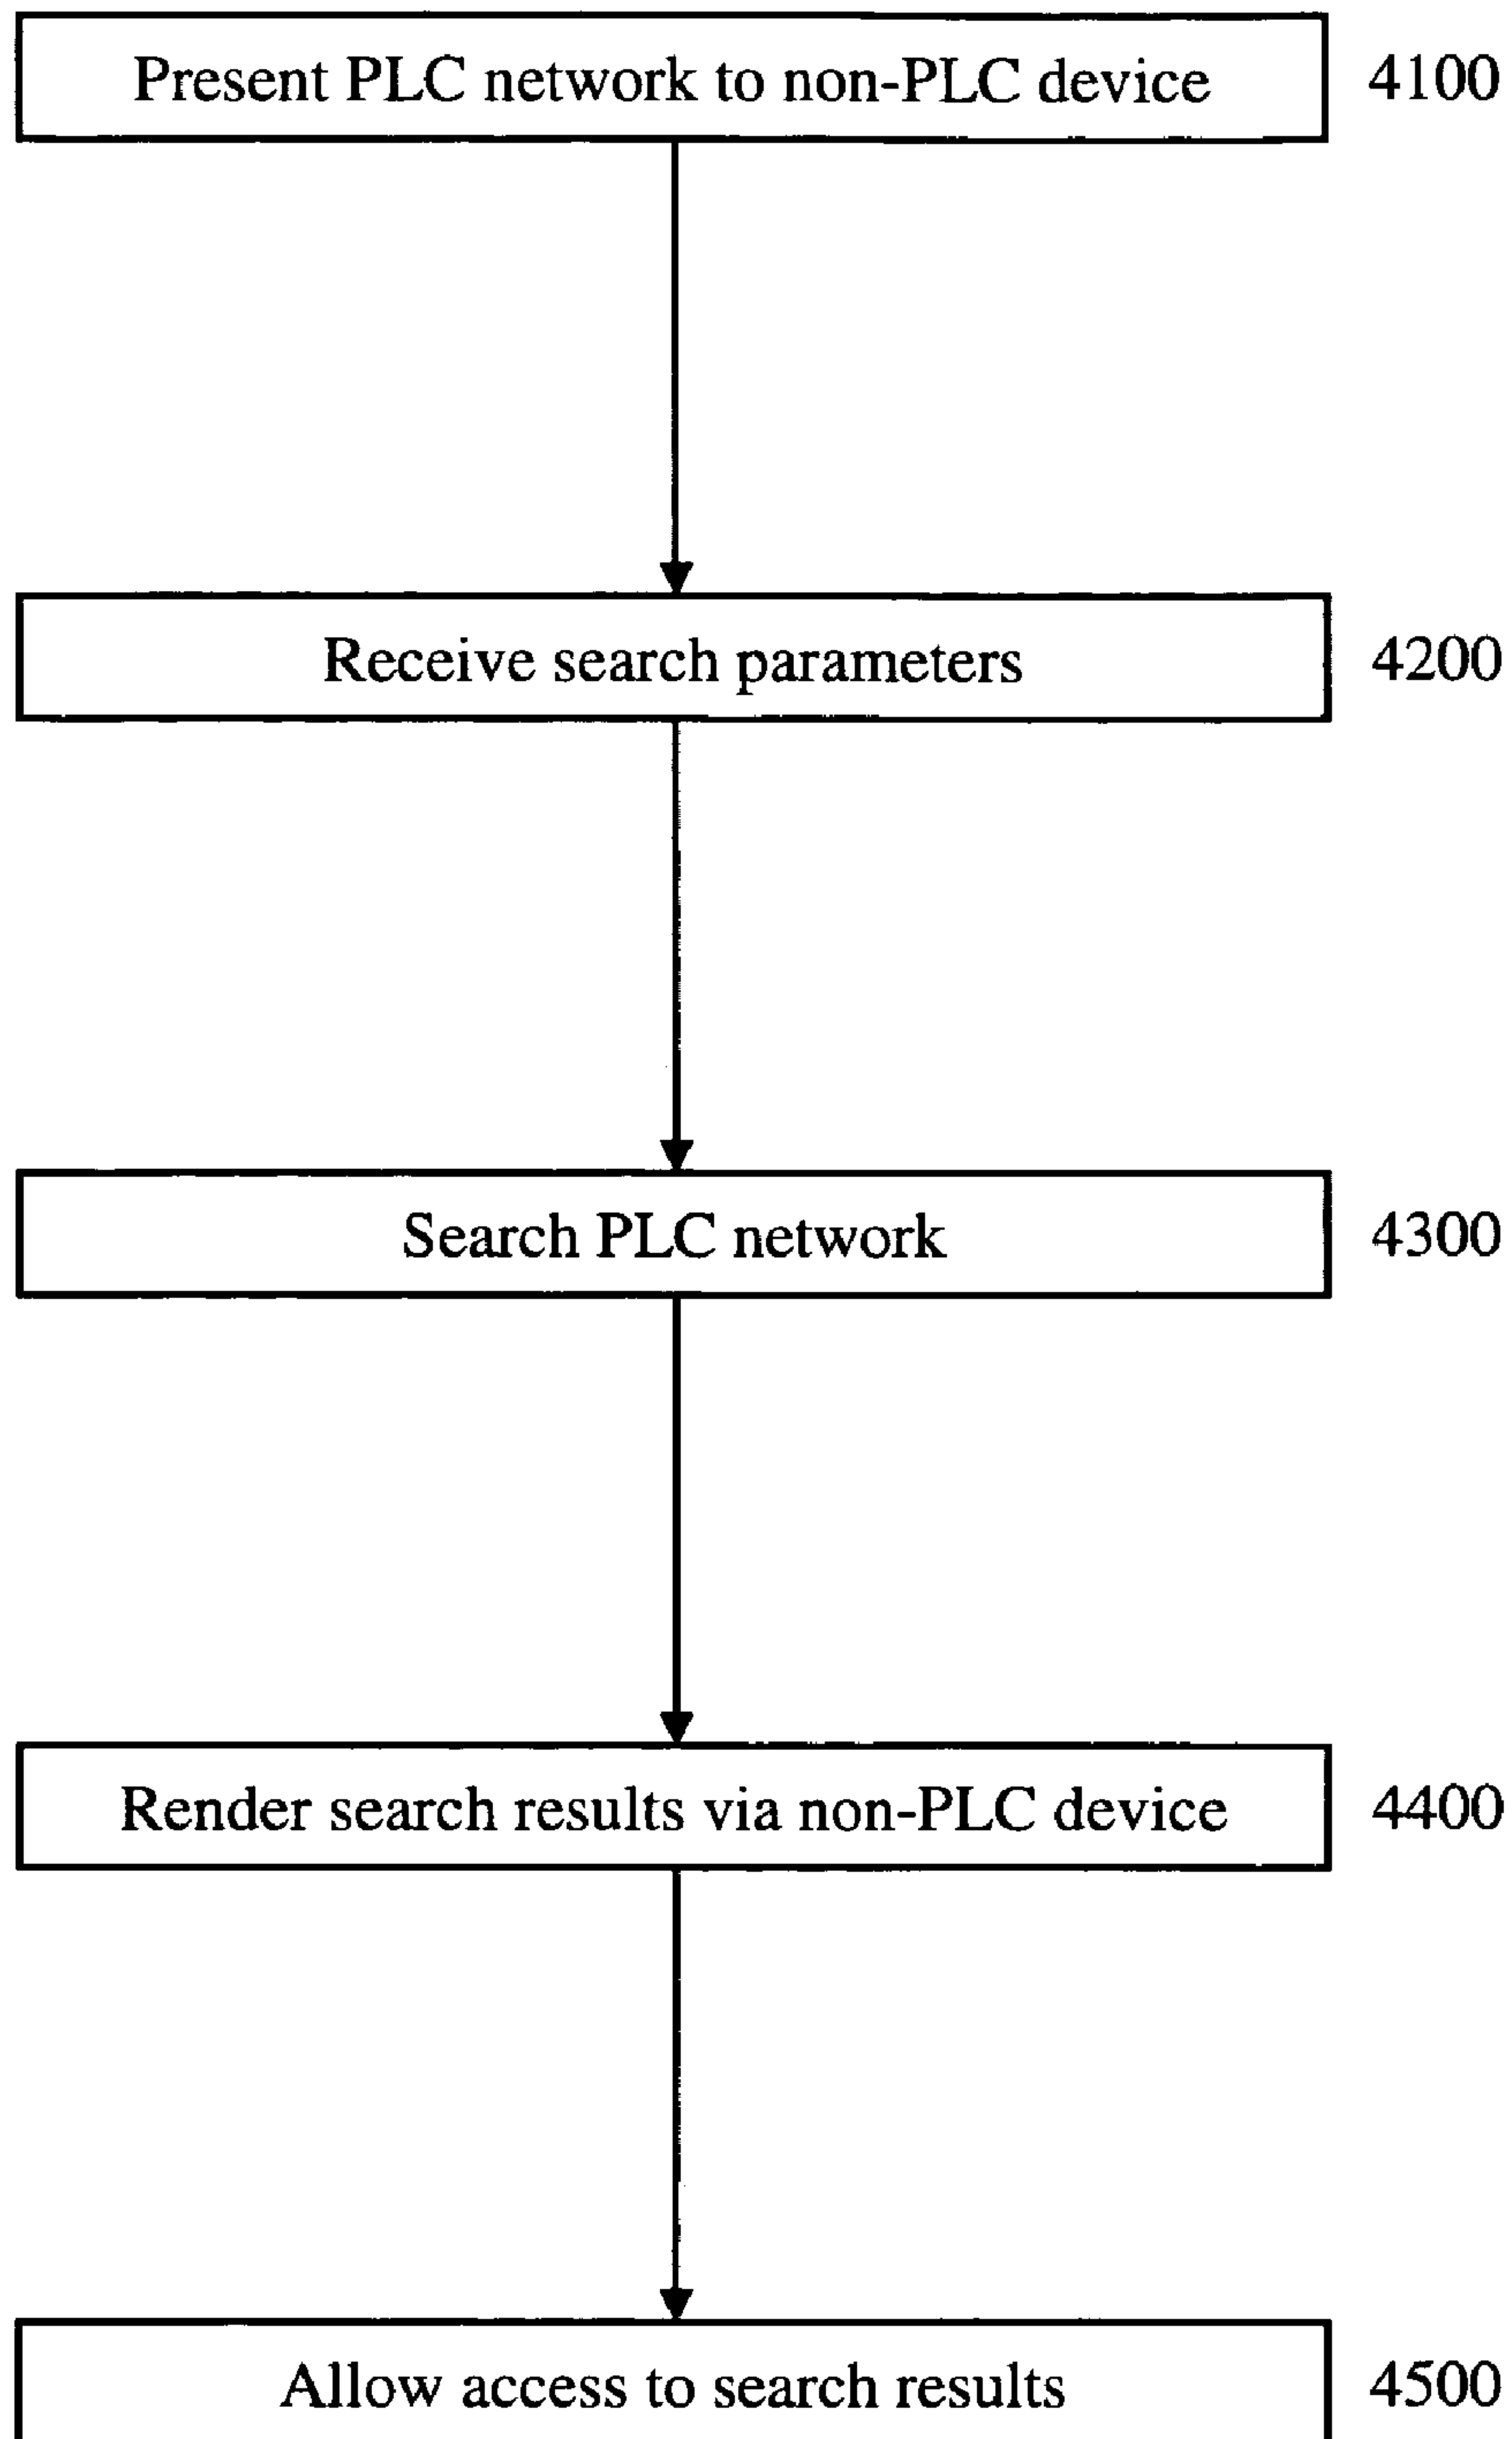 Present PLC network to non-PLC device 4100
Receive search parameters 4200
Search PLC network 4300
Render search results via non-PLC device 4400
Allow access to search results 4500